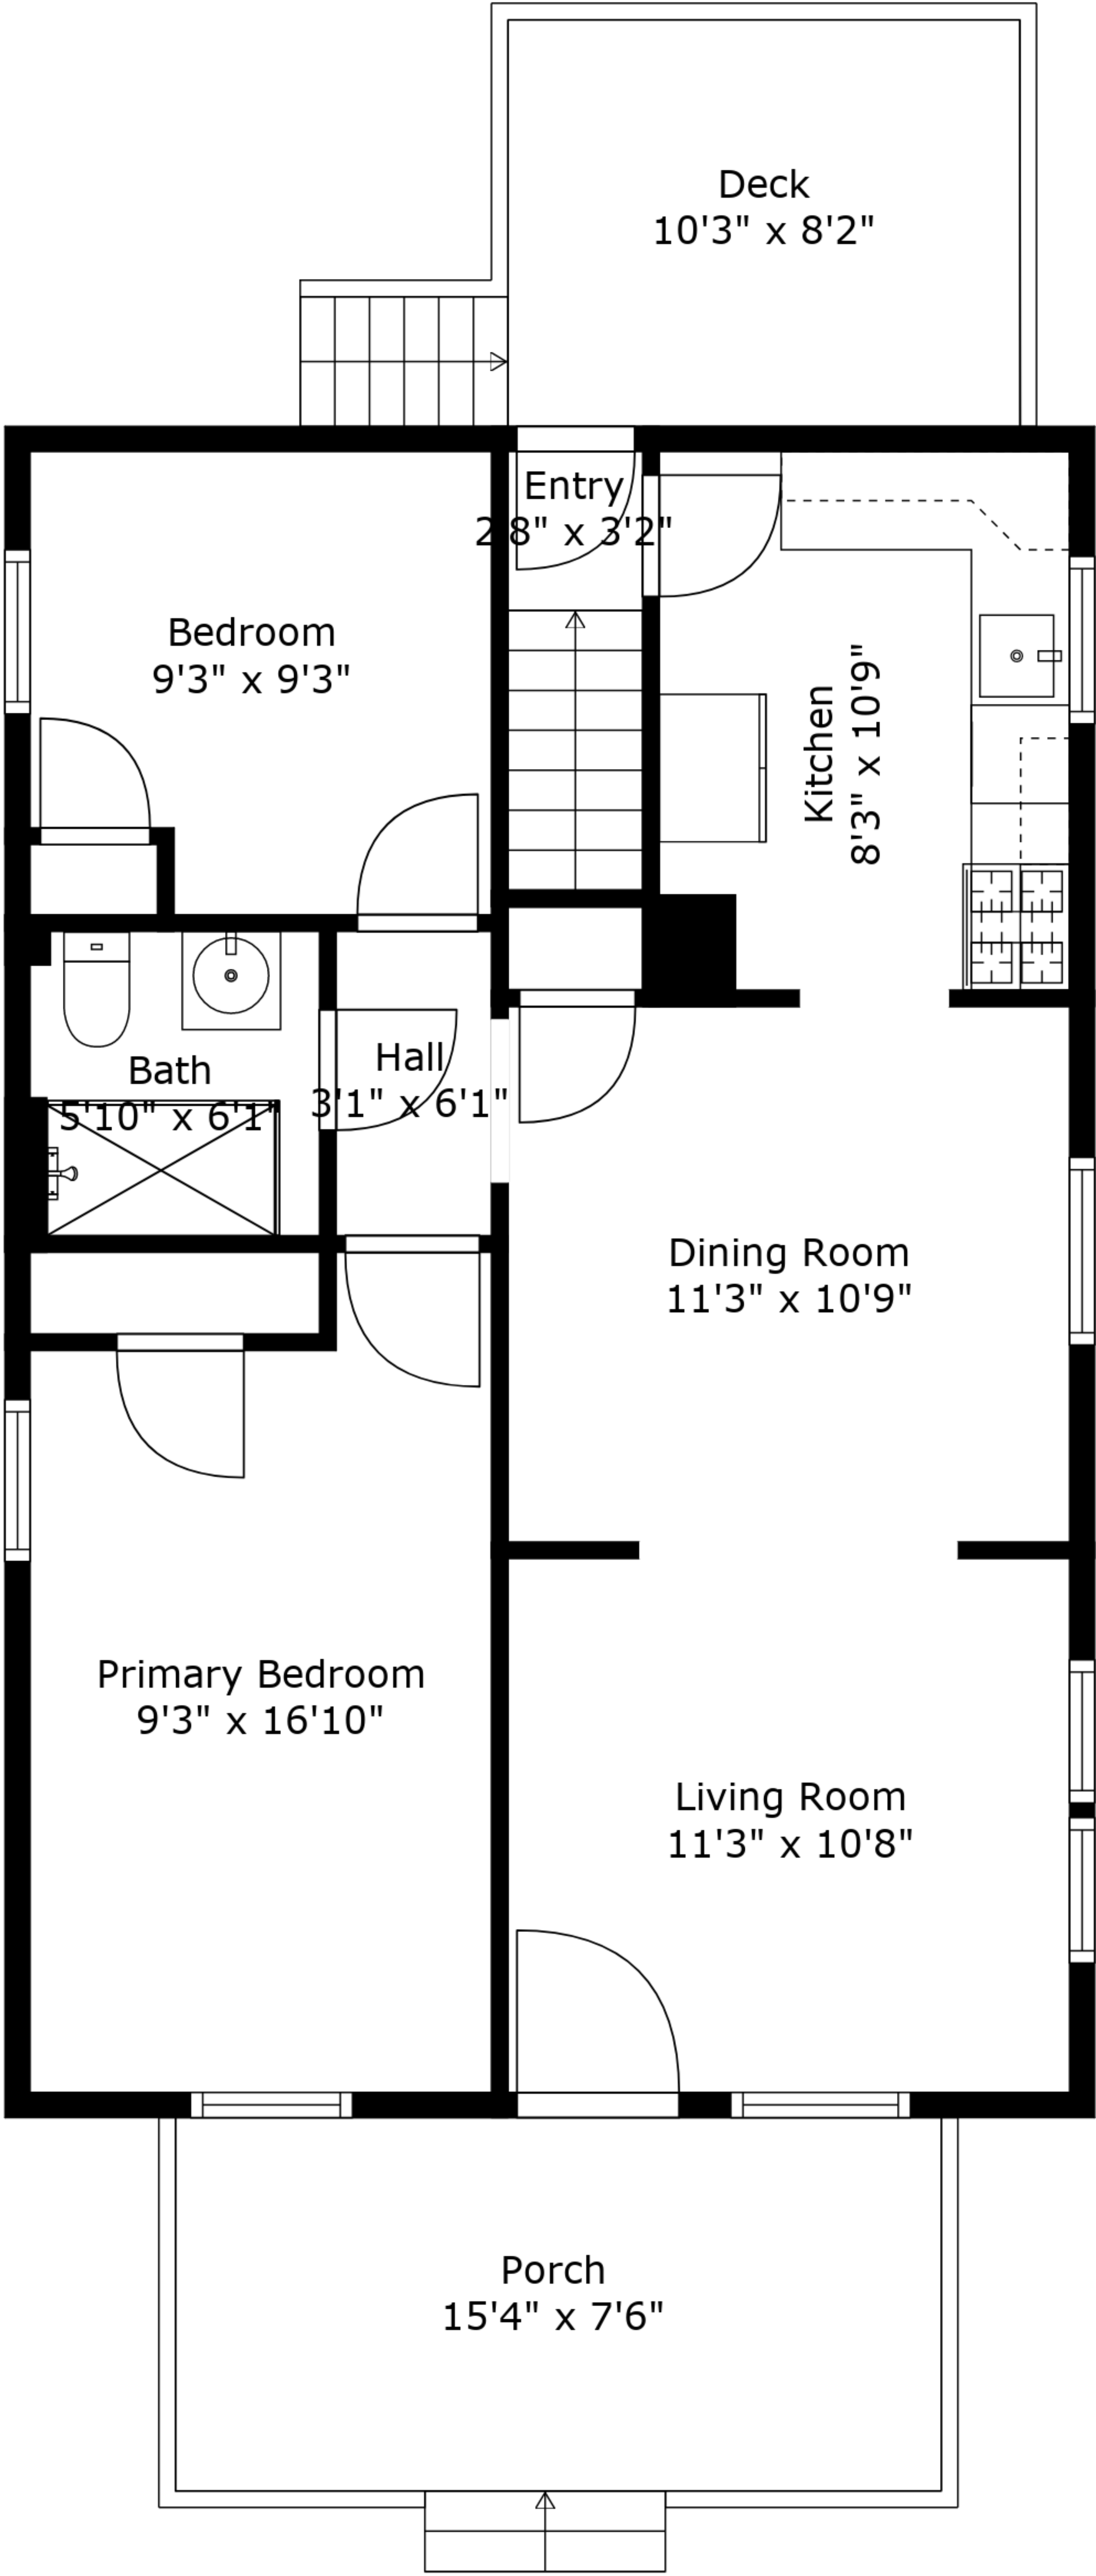 Deck
10'3" x 8'2"
Entry
2'8" x 3'2"
Bedroom
9'3" x 9'3"
Kitchen
8'3" x 10'9"
Hall
3'1" x 6'1"
Bath
5'10" x 6'1"
Dining Room
11'3" x 10'9"
Primary Bedroom
9'3" x 16'10"
Living Room
11'3" x 10'8"
Porch
15'4" x 7'6"